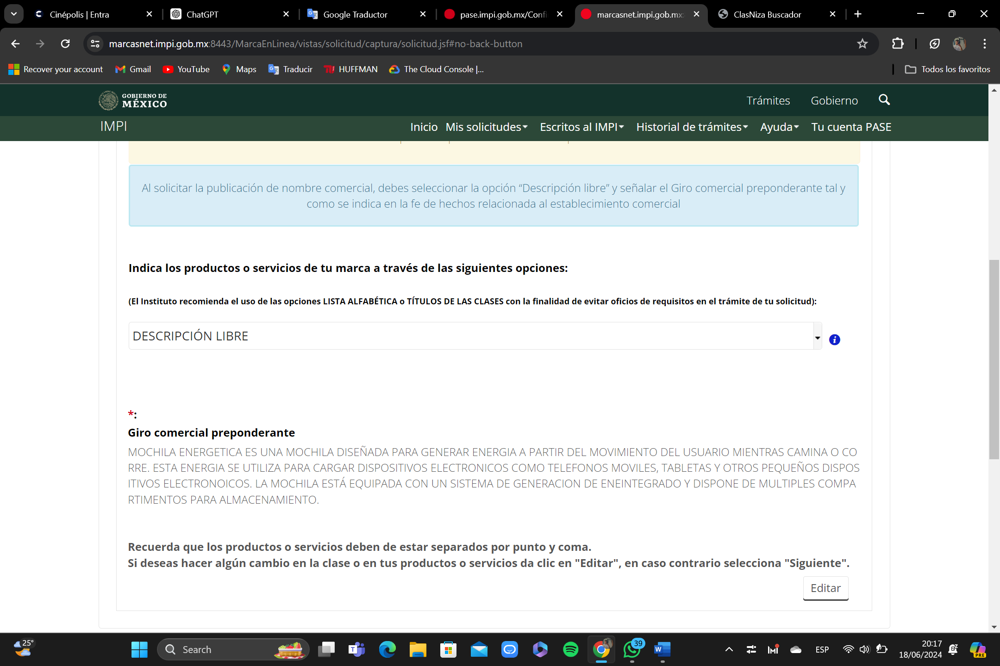 Cinépolis | Entra
ChatGPT
Google Traductor
pase.impi.gob.mx/Confi
marcasnet.impi.gob.mx:
ClasNiza Buscador
marcasnet.impi.gob.mx:8443/MarcaEnLinea/vistas/solicitud/captura/solicitud.jsf#no-back-button
Recover your account
Gmail
YouTube
Maps
Traducir
HUFFMAN
The Cloud Console |...
Todos los favoritos
GOBIERNO DE
MÉXICO
Trámites
Gobierno
IMPI
Inicio
Mis solicitudes
Escritos al IMPI
Historial de trámites
Ayuda
Tu cuenta PASE
Al solicitar la publicación de nombre comercial, debes seleccionar la opción “Descripción libre” y señalar el Giro comercial preponderante tal y
como se indica en la fe de hechos relacionada al establecimiento comercial
Indica los productos o servicios de tu marca a través de las siguientes opciones:
(El Instituto recomienda el uso de las opciones LISTA ALFABÉTICA o TÍTULOS DE LAS CLASES con la finalidad de evitar oficios de requisitos en el trámite de tu solicitud):
DESCRIPCIÓN LIBRE
*:
Giro comercial preponderante
MOCHILA ENERGETICA ES UNA MOCHILA DISEÑADA PARA GENERAR ENERGIA A PARTIR DEL MOVIMIENTO DEL USUARIO MIENTRAS CAMINA O CO
RRE. ESTA ENERGIA SE UTILIZA PARA CARGAR DISPOSITIVOS ELECTRONICOS COMO TELEFONOS MOVILES, TABLETAS Y OTROS PEQUEÑOS DISPOS
ITIVOS ELECTRONOICOS. LA MOCHILA ESTÁ EQUIPADA CON UN SISTEMA DE GENERACION DE ENEINTEGRADO Y DISPONE DE MULTIPLES COMPA
RTIMENTOS PARA ALMACENAMIENTO.
Recuerda que los productos o servicios deben de estar separados por punto y coma.
Si deseas hacer algún cambio en la clase o en tus productos o servicios da clic en "Editar", en caso contrario selecciona "Siguiente".
Editar
25°
Search
39
ESP
20:17
18/06/2024
PRE